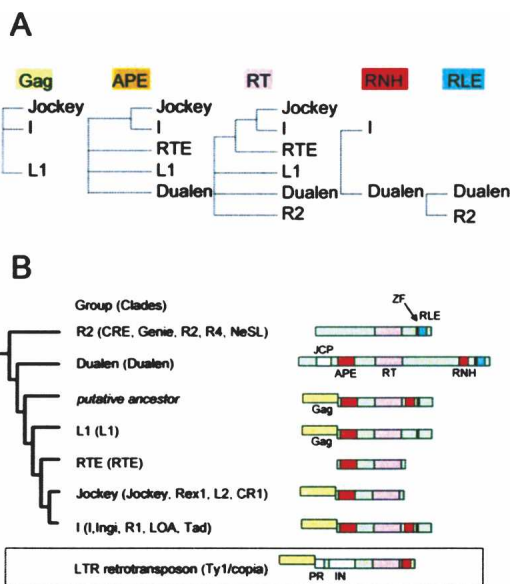 A
Gag APE RT RNH RLE
Jockey Jockey Jockey
I I I I
RTE RTE
L1 L1 L1
Dualen Dualen Dualen Dualen
R2 R2
B
Group (Clades)
ZF
RLE
R2 (CRE, Genie, R2, R4, NeSL)
JCP
Dualen (Dualen)
APE RT RNH
putative ancestor
Gag
L1 (L1)
Gag
RTE (RTE)
Jockey (Jockey, Rex1, L2, CR1)
I (I,Ingi, R1, LOA, Tad)
LTR retrotransposon (Ty1/copia)
PR IN